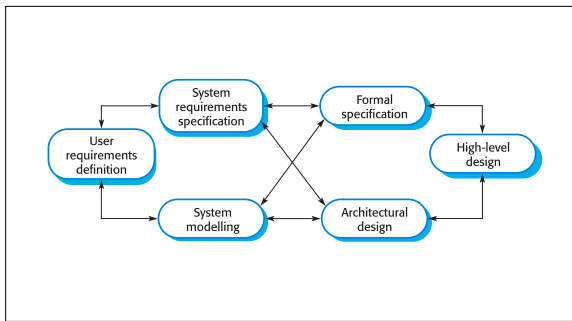 System
requirements
specification
Formal
specification
User
requirements
definition
High-level
design
System
modelling
Architectural
design